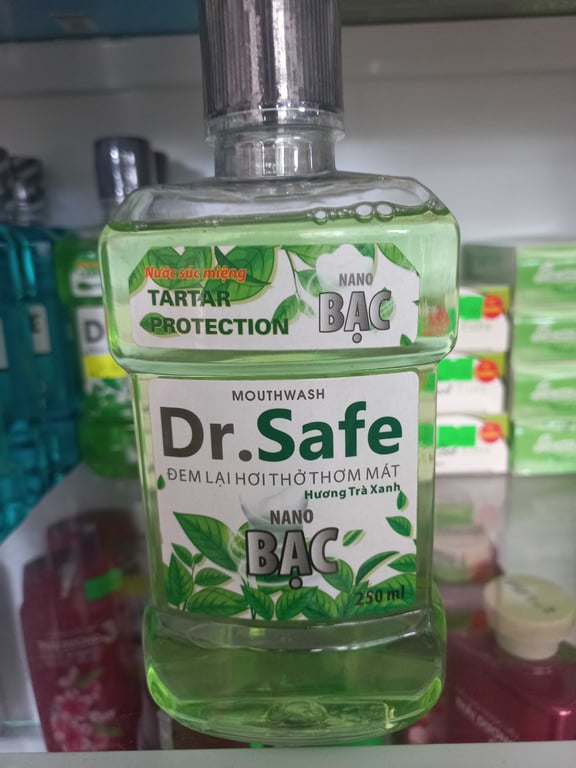 Nước súc miệng
TARTAR
PROTECTION
NANO
BẠC
MOUTHWASH
Dr.Safe
ĐEM LẠI HƠI THỞ THƠM MÁT
Hương Trà Xanh
NANO
BẠC
250 ml